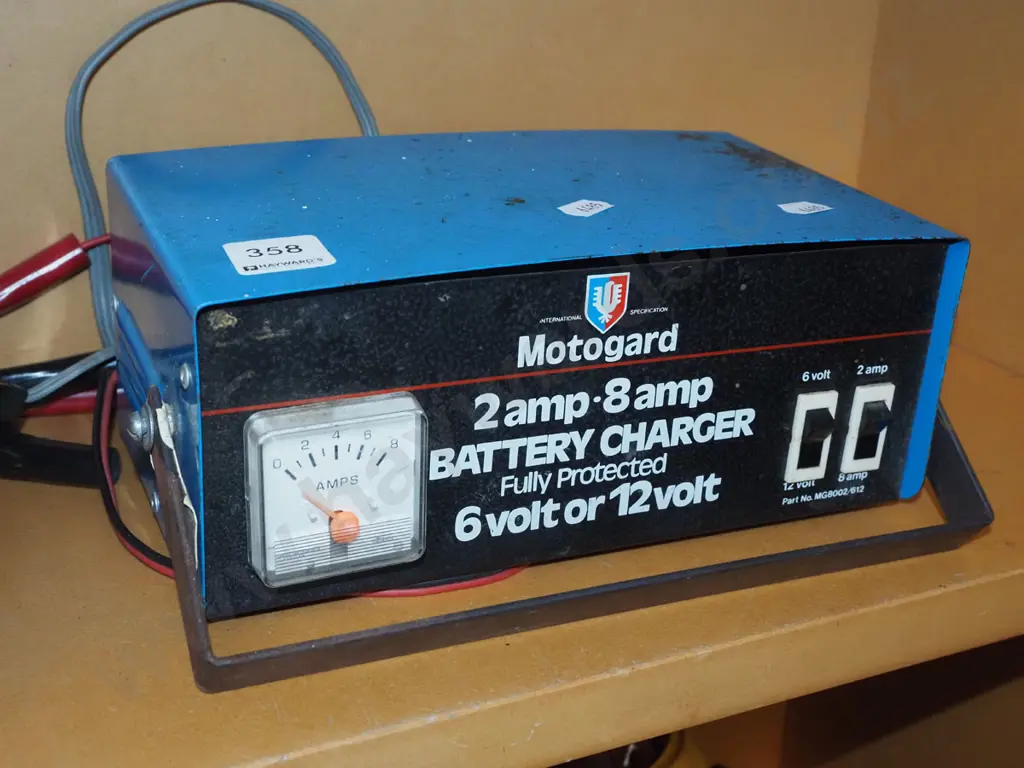 358
HAYWARD'S
INTERNATIONAL SPECIFICATION
Motogard
2 amp · 8 amp
BATTERY CHARGER
Fully Protected
6 volt or 12 volt
0 2 4 6 8
AMPS
6 volt 2 amp
12 volt 8 amp
Part No. MG8002/612